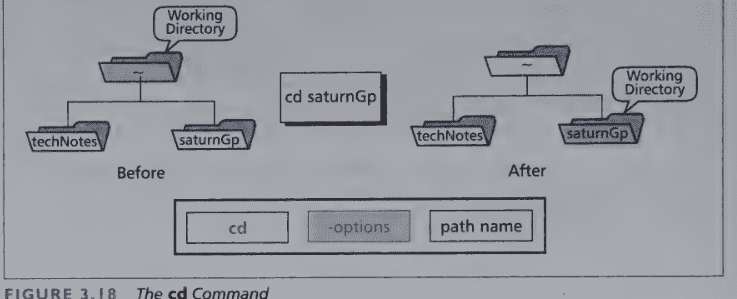 Working
Directory
~
techNotes
saturnGp
Before
cd saturnGp
~
Working
Directory
techNotes
saturnGp
After
cd
-options
path name
FIGURE 3.18 The cd Command